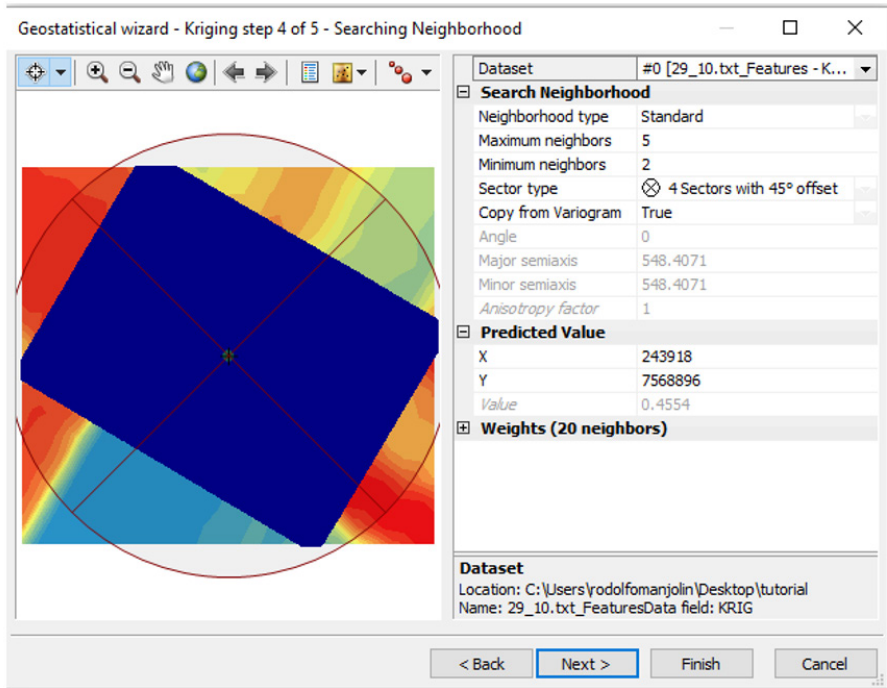 Geostatistical wizard - Kriging step 4 of 5 - Searching Neighborhood
Dataset #0 [29_10.txt_Features - K...
Search Neighborhood
Neighborhood type Standard
Maximum neighbors 5
Minimum neighbors 2
Sector type 4 Sectors with 45° offset
Copy from Variogram True
Angle 0
Major semiaxis 548.4071
Minor semiaxis 548.4071
Anisotropy factor 1
Predicted Value
X 243918
Y 7568896
Value 0.4554
Weights (20 neighbors)
Dataset
Location: C:\Users\rodolfomanjolin\Desktop\tutorial
Name: 29_10.txt_FeaturesData field: KRIG
< Back Next > Finish Cancel